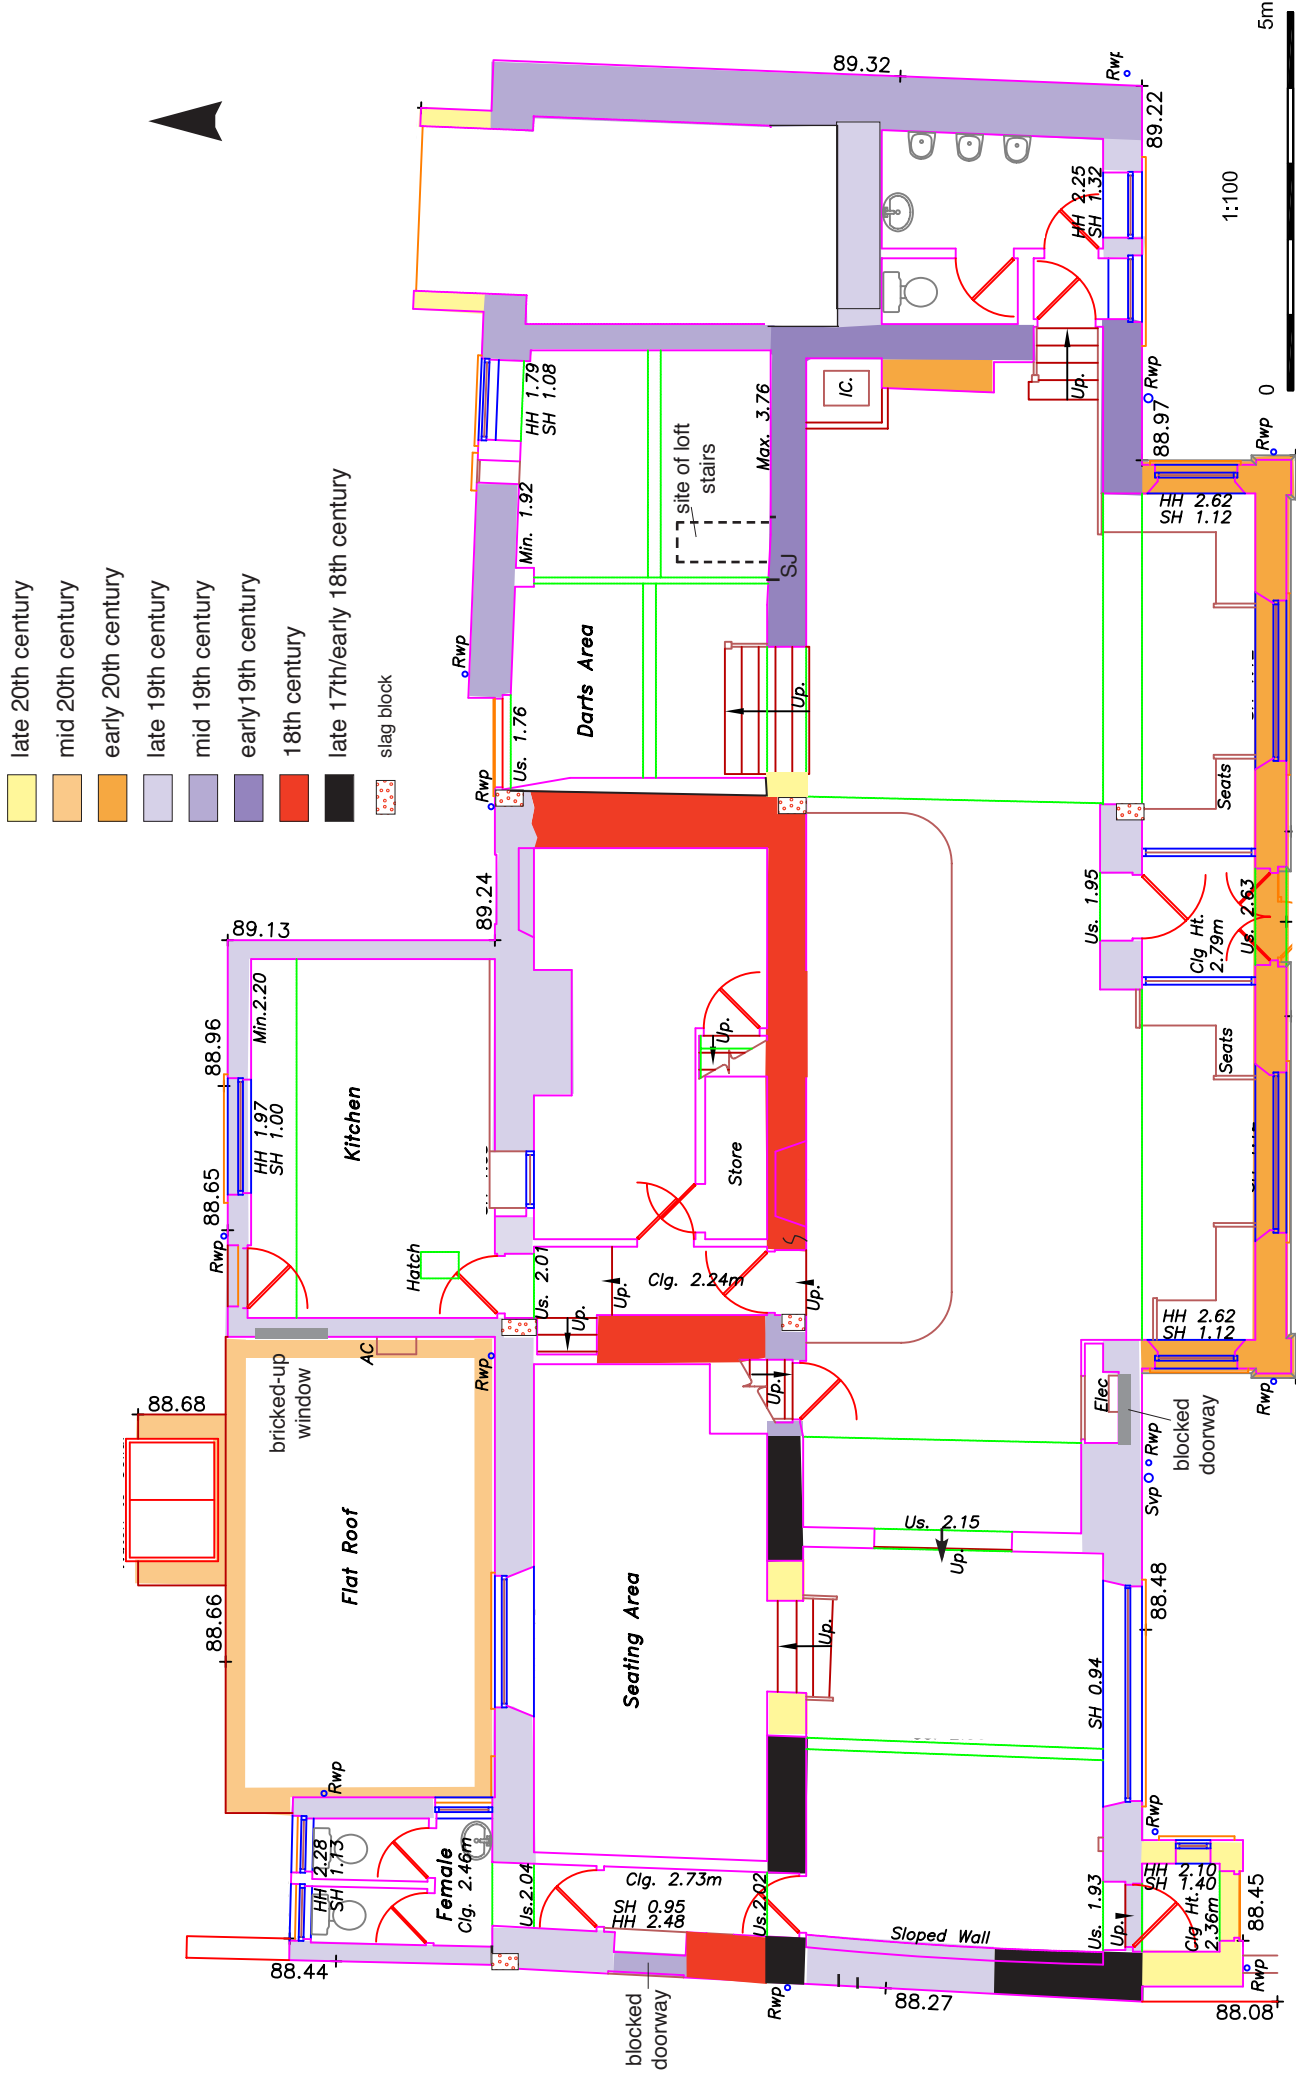 late 20th century
mid 20th century
early 20th century
late 19th century
mid 19th century
early19th century
18th century
late 17th/early 18th century
slag block
5m
1:100
0
89.32
Rwp
89.22
HH 2.25
SH 1.32
Up.
Rwp
88.97
Rwp
IC.
HH 1.79
SH 1.08
Max. 3.76
Min. 1.92
site of loft
stairs
SJ
Rwp
Darts Area
Us. 1.76
Up.
Rwp
HH 2.62
SH 1.12
Seats
89.24
89.13
Min.2.20
88.96
HH 1.97
SH 1.00
Kitchen
88.65
Rwp
Hatch
Us. 2.01
Up.
Up.
Clg. 2.24m
Up.
Store
Up.
Us. 1.95
Clg Ht.
2.79m
Us. 2.63
Seats
HH 2.62
SH 1.12
Rwp
AC
Rwp
bricked-up
window
88.68
Flat Roof
88.66
Rwp
Up.
Elec
blocked
doorway
Rwp
Svp
Us. 2.15
Up.
88.48
Seating Area
Up.
SH 0.94
Rwp
HH 2.28
SH 1.13
Female
Clg. 2.46m
Us.2.04
Clg. 2.73m
SH 0.95
HH 2.48
Us.2.02
88.44
blocked
doorway
Rwp
Sloped Wall
88.27
Us. 1.93
Up.
HH 2.10
SH 1.40
Clg Ht.
2.36m
88.45
Rwp
88.08